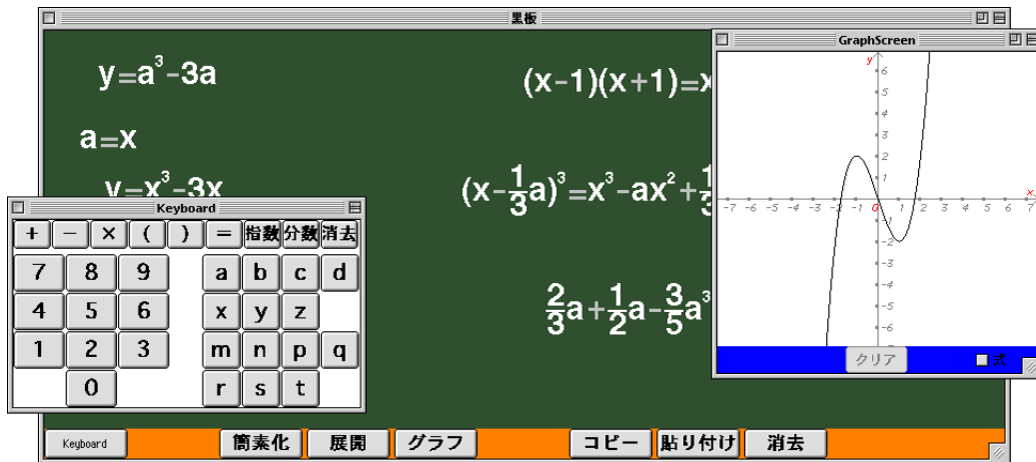 黒板
y=a³-3a
a=x
y=x³-3x
(x-1)(x+1)=x
(x-1/3a)³=x³-ax²+1/3
2/3a+1/2a-3/5a³
GraphScreen
y
6
5
4
3
2
1
-7 -6 -5 -4 -3 -2 -1 0 1 2 3 4 5 6 7
x
-1
-2
-3
-4
-5
-6
-7
クリア 式
Keyboard
+ - × ( ) = 指数 分数 消去
7 8 9 a b c d
4 5 6 x y z
1 2 3 m n p q
0 r s t
Keyboard 簡素化 展開 グラフ コピー 貼り付け 消去